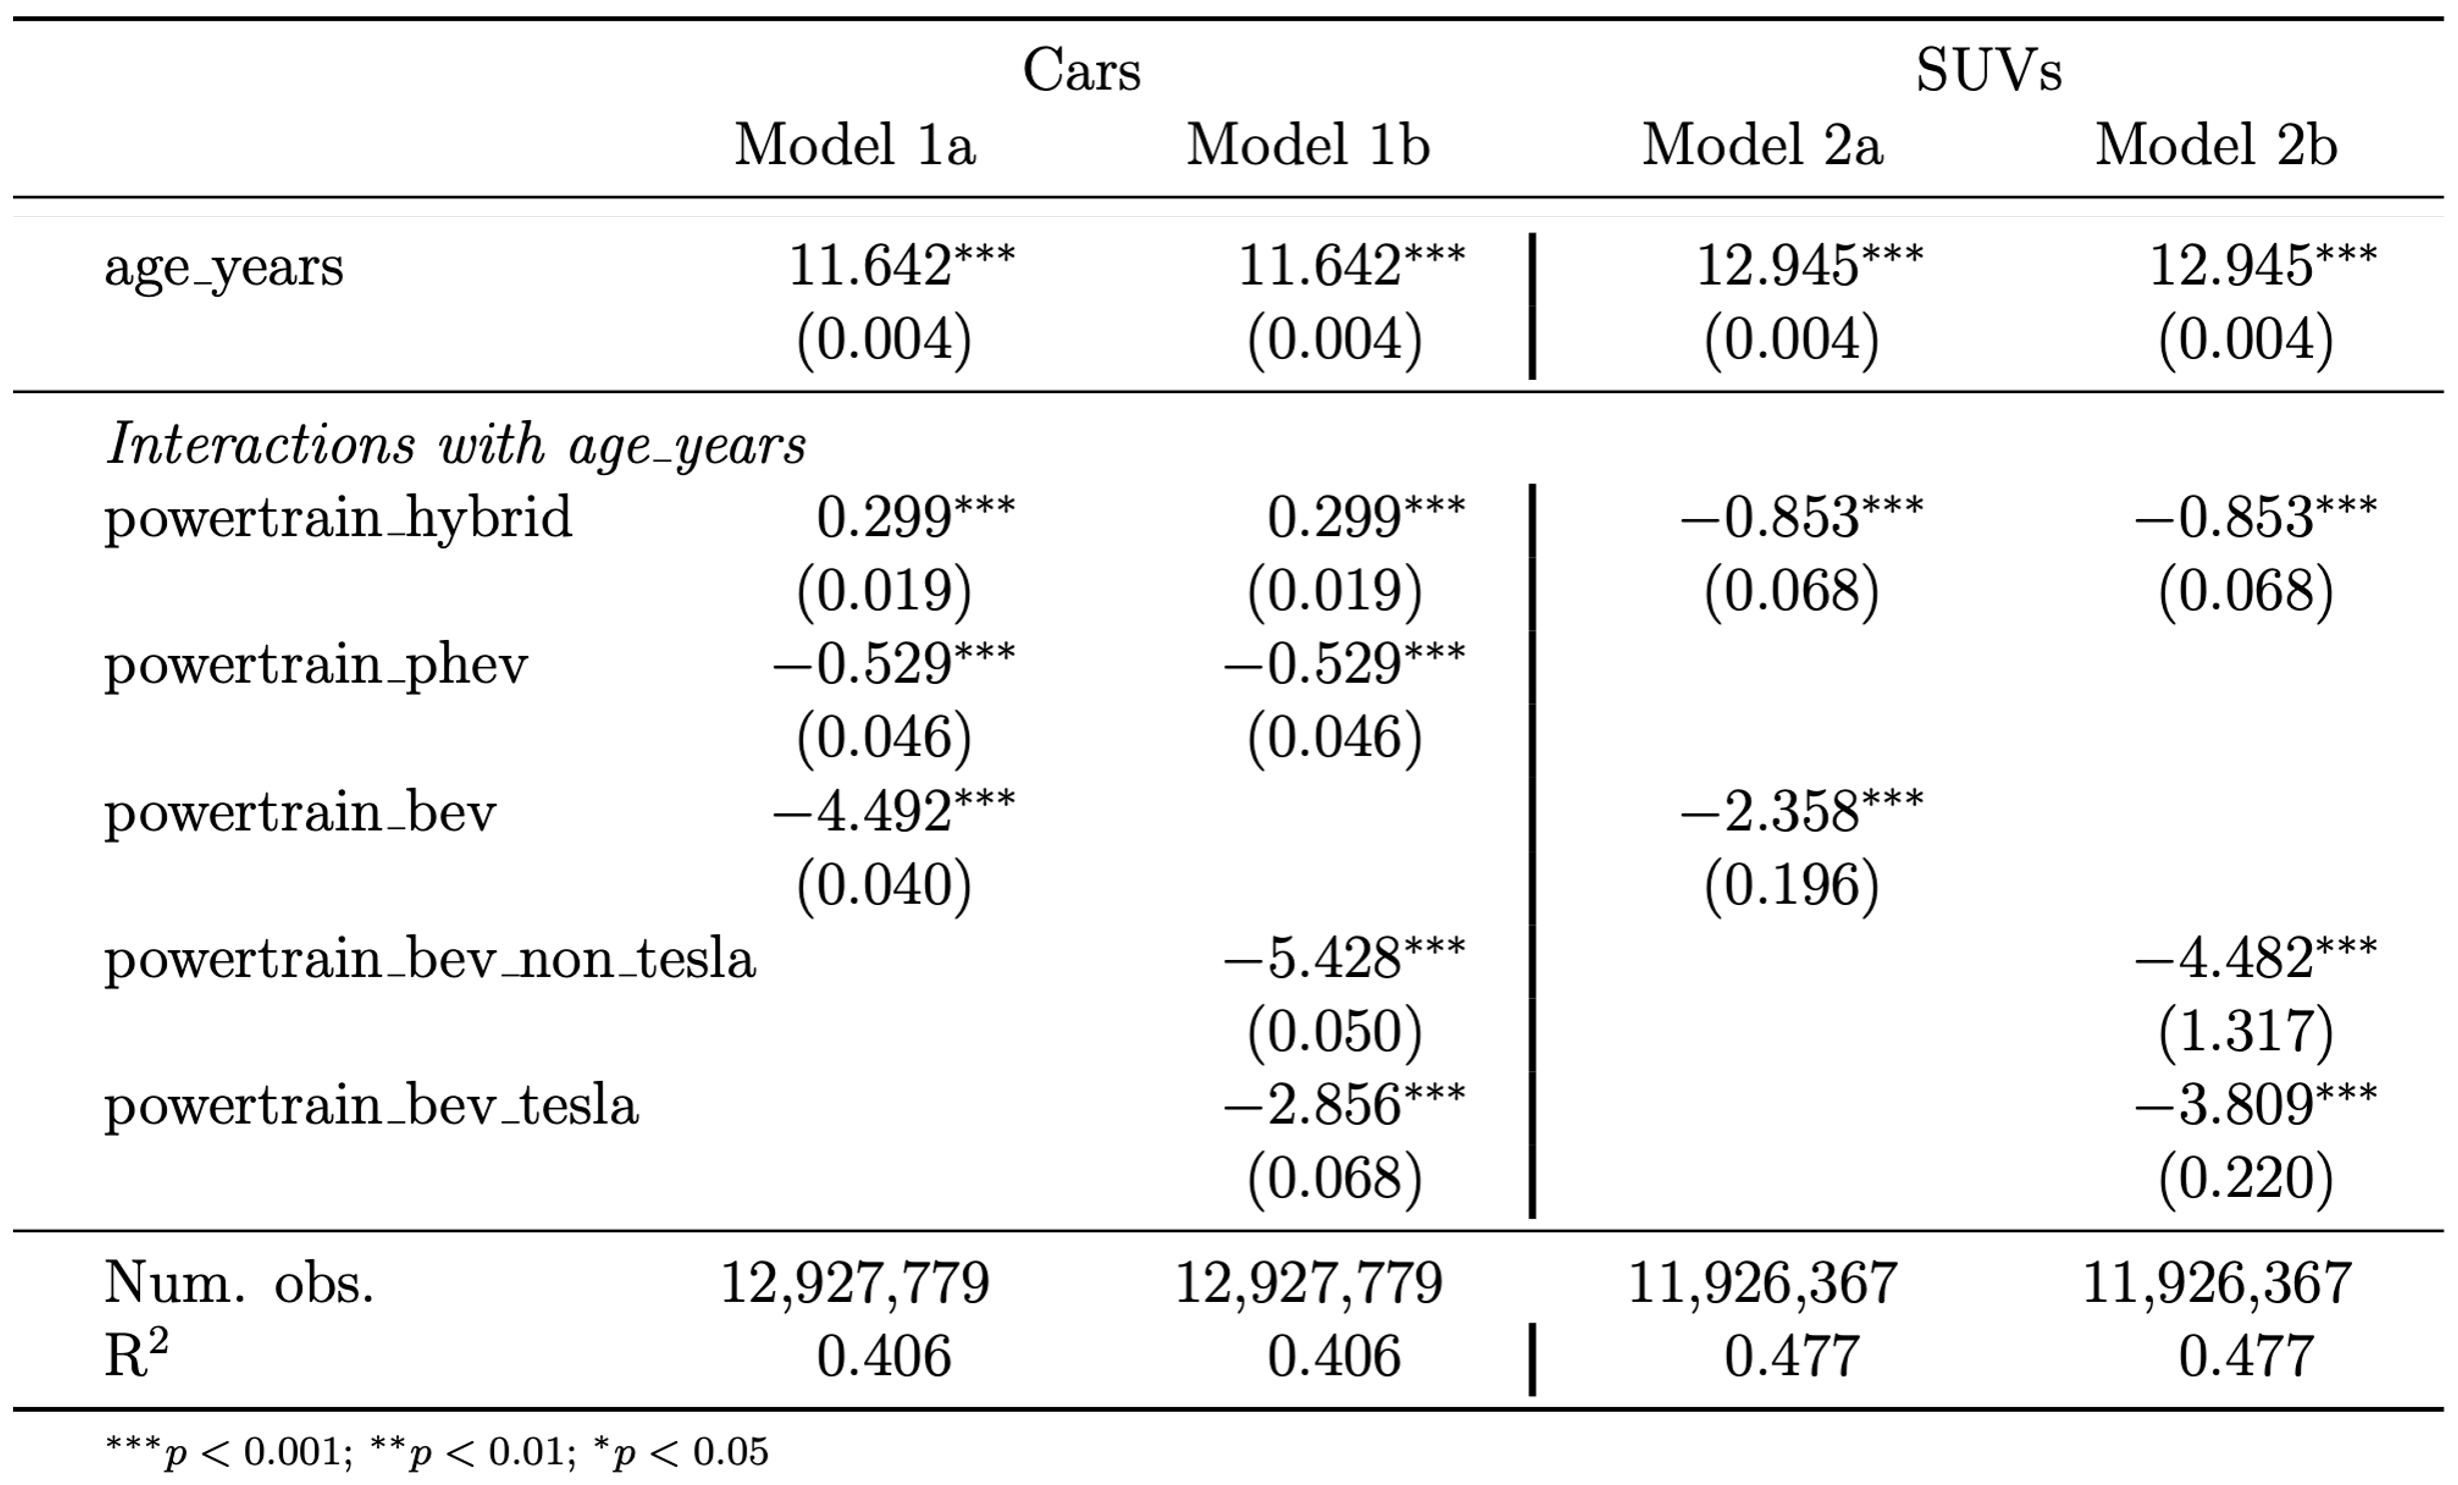 Cars SUVs
Model 1a Model 1b Model 2a Model 2b
age_years 11.642*** 11.642*** 12.945*** 12.945***
(0.004) (0.004) (0.004) (0.004)
Interactions with age_years
powertrain_hybrid 0.299*** 0.299*** −0.853*** −0.853***
(0.019) (0.019) (0.068) (0.068)
powertrain_phev −0.529*** −0.529***
(0.046) (0.046)
powertrain_bev −4.492*** −2.358***
(0.040) (0.196)
powertrain_bev_non_tesla −5.428*** −4.482***
(0.050) (1.317)
powertrain_bev_tesla −2.856*** −3.809***
(0.068) (0.220)
Num. obs. 12,927,779 12,927,779 11,926,367 11,926,367
R² 0.406 0.406 0.477 0.477
***p < 0.001; **p < 0.01; *p < 0.05